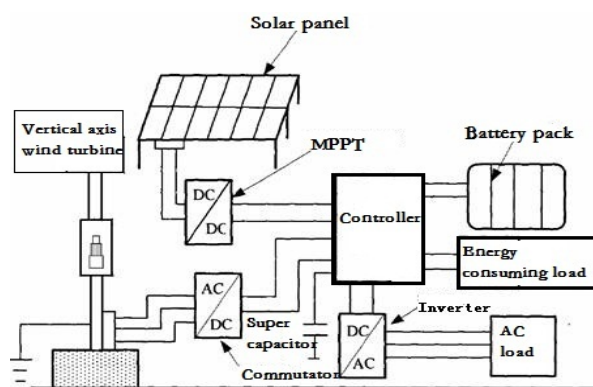 Solar panel
Vertical axis
wind turbine
MPPT
Battery pack
DC
DC
Controller
Energy
consuming load
AC
DC
Super
capacitor
Commutator
Inverter
DC
AC
AC
load